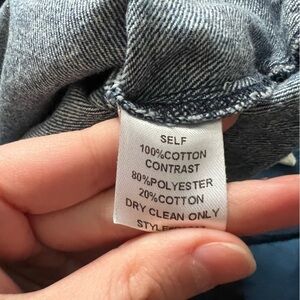 SELF
100%COTTON
CONTRAST
80%POLYESTER
20%COTTON
DRY CLEAN ONLY